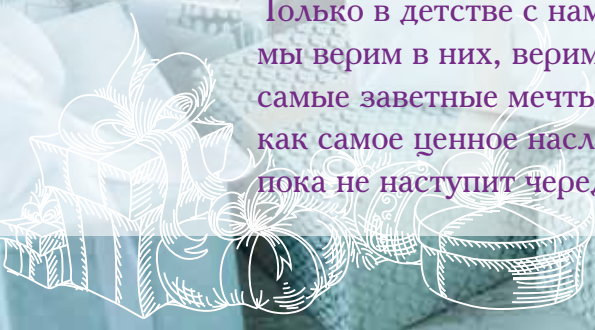 Только в детстве с нам
мы верим в них, верим
самые заветные мечты
как самое ценное насл
пока не наступит черед